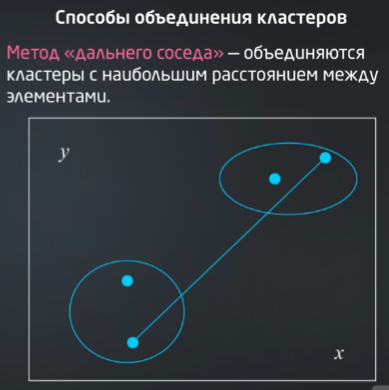 Способы объединения кластеров
Метод «дальнего соседа» – объединяются
кластеры с наибольшим расстоянием между
элементами.
y
x